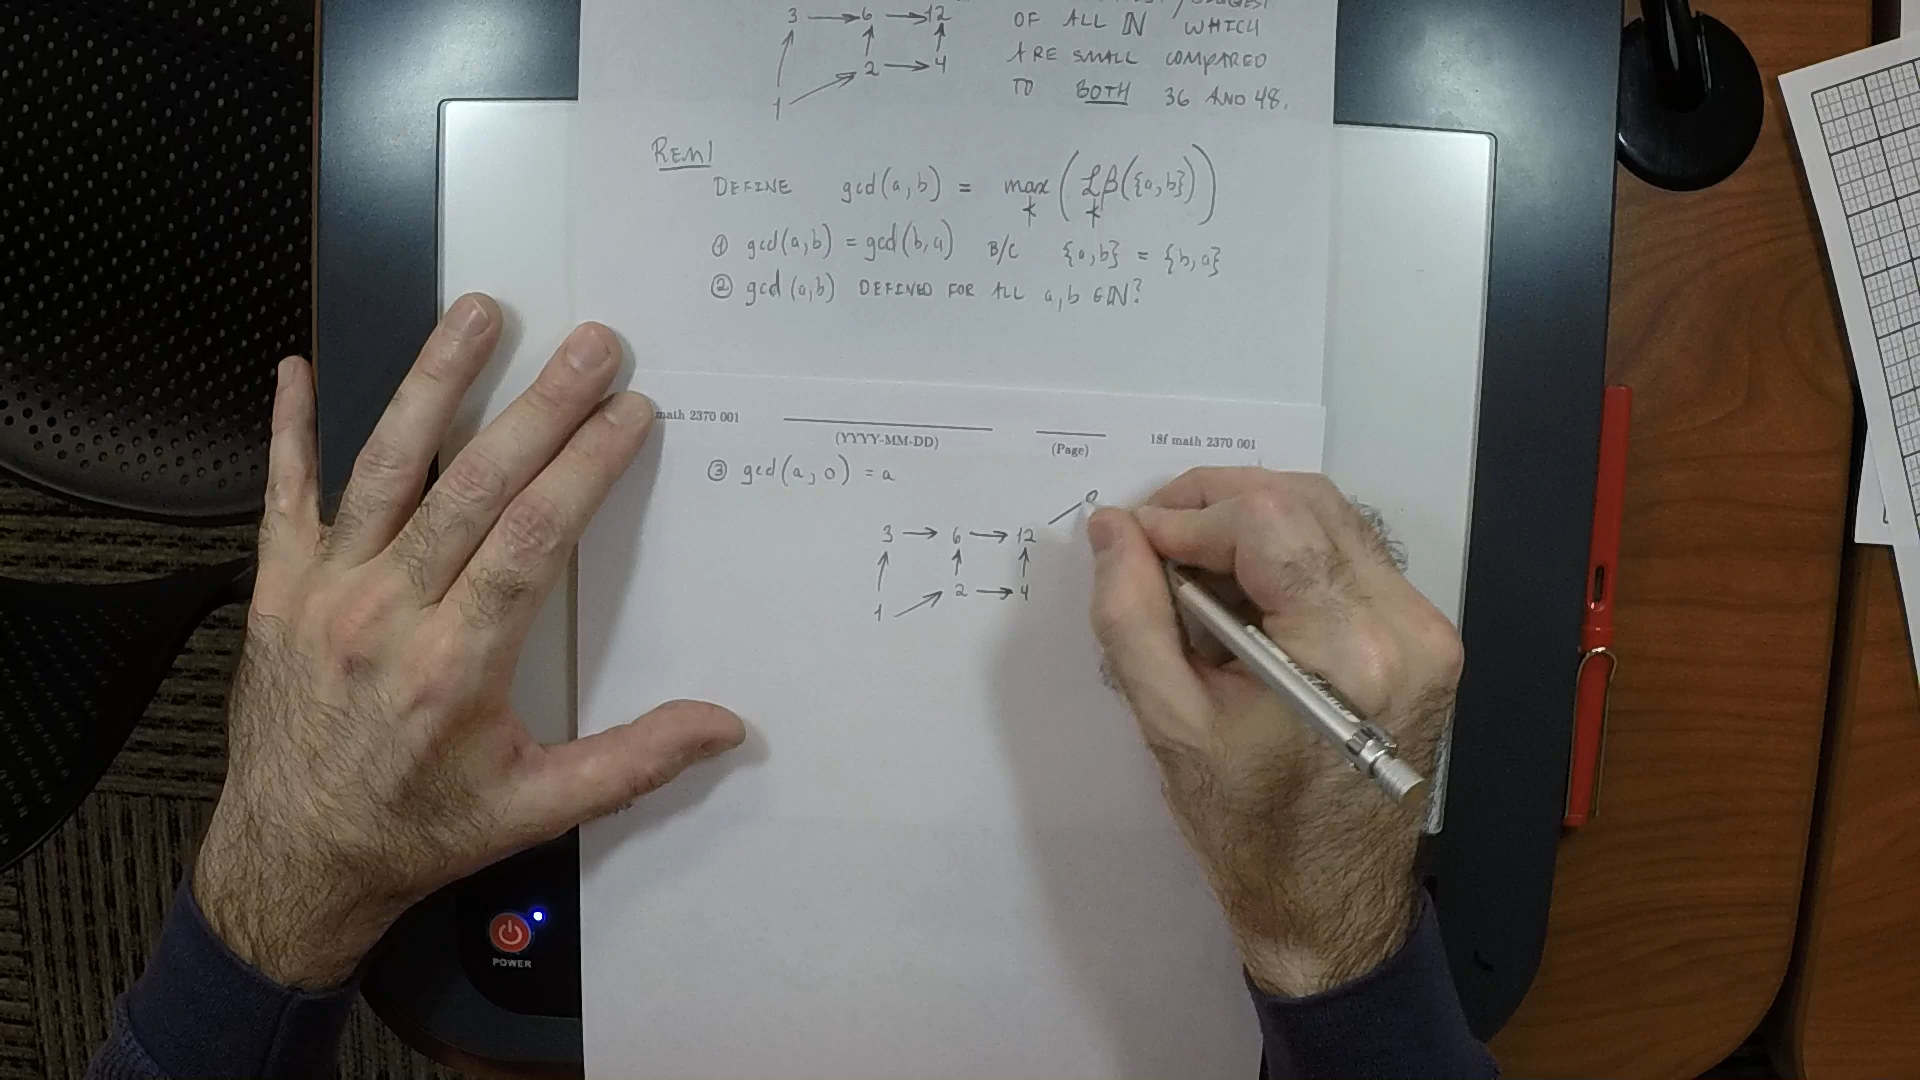 3 → 6 → 12
2 → 4
1
OF ALL ℕ WHICH
ARE SMALL COMPARED
TO BOTH 36 AND 48.
REM1
DEFINE gcd(a,b) = max (ℒβ({a,b}))
① gcd(a,b) = gcd(b,a) B/C {a,b} = {b,a}
② gcd(a,b) DEFINED FOR ALL a,b ∈ ℕ?
math 2370 001
(YYYY-MM-DD)
(Page)
18f math 2370 001
③ gcd(a,0) = a
0
3 → 6 → 12
2 → 4
1
POWER